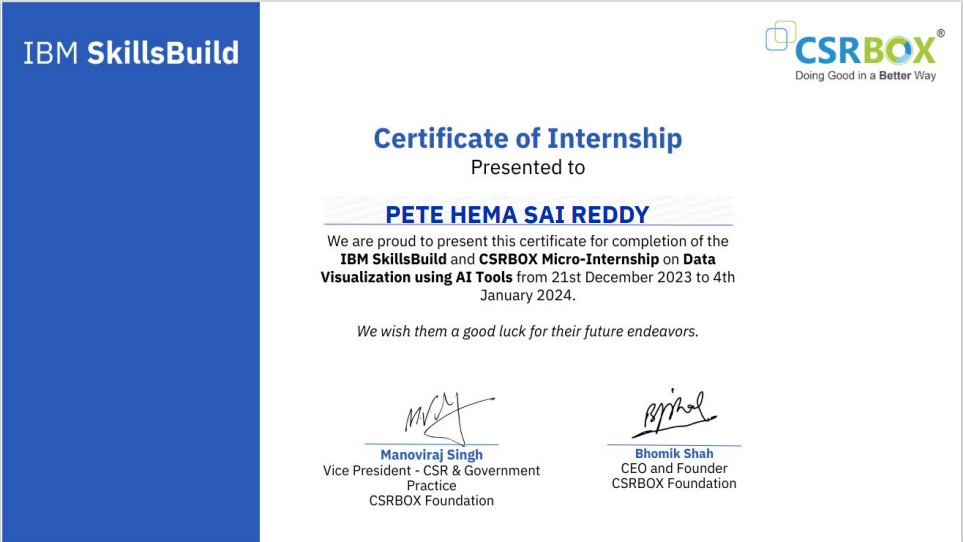 IBM SkillsBuild
CSRBOX®
Doing Good in a Better Way
Certificate of Internship
Presented to
PETE HEMA SAI REDDY
We are proud to present this certificate for completion of the
IBM SkillsBuild and CSRBOX Micro-Internship on Data
Visualization using AI Tools from 21st December 2023 to 4th
January 2024.
We wish them a good luck for their future endeavors.
Manoviraj Singh
Vice President - CSR & Government
Practice
CSRBOX Foundation
Bhomik Shah
CEO and Founder
CSRBOX Foundation